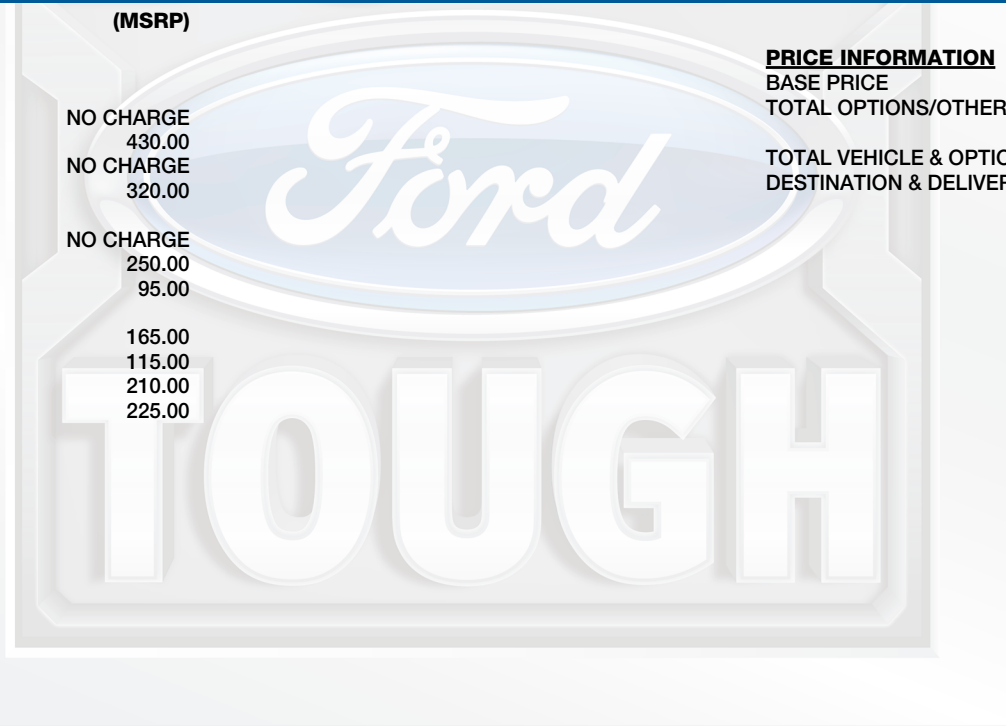 (MSRP)
NO CHARGE
430.00
NO CHARGE
320.00
NO CHARGE
250.00
95.00
165.00
115.00
210.00
225.00
PRICE INFORMATION
BASE PRICE
TOTAL OPTIONS/OTHER
TOTAL VEHICLE & OPTIO
DESTINATION & DELIVER
Ford
TOUGH